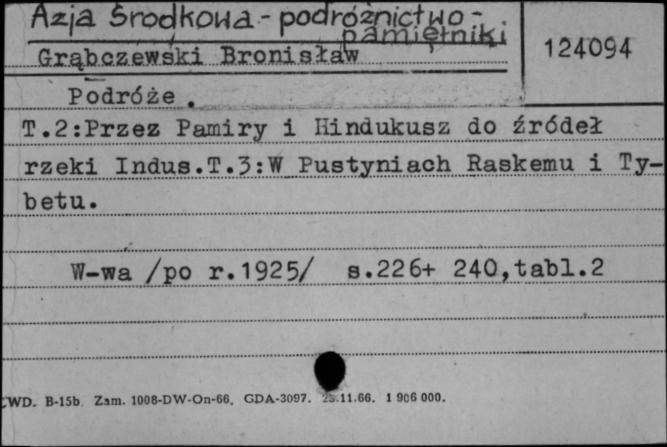 Azja Środkowa - podróżnictwo -
pamiętniki
124094
Grąbczewski Bronisław
Podróże.
T.2:Przez Pamiry i Hindukusz do źródeł
rzeki Indus.T.3:W Pustyniach Raskemu i Ty-
betu.
W-wa /po r.1925/ s.226+ 240,tabl.2
CWD. B-15b. Zam. 1008-DW-On-66. GDA-3097. .11.66. 1 906 000.